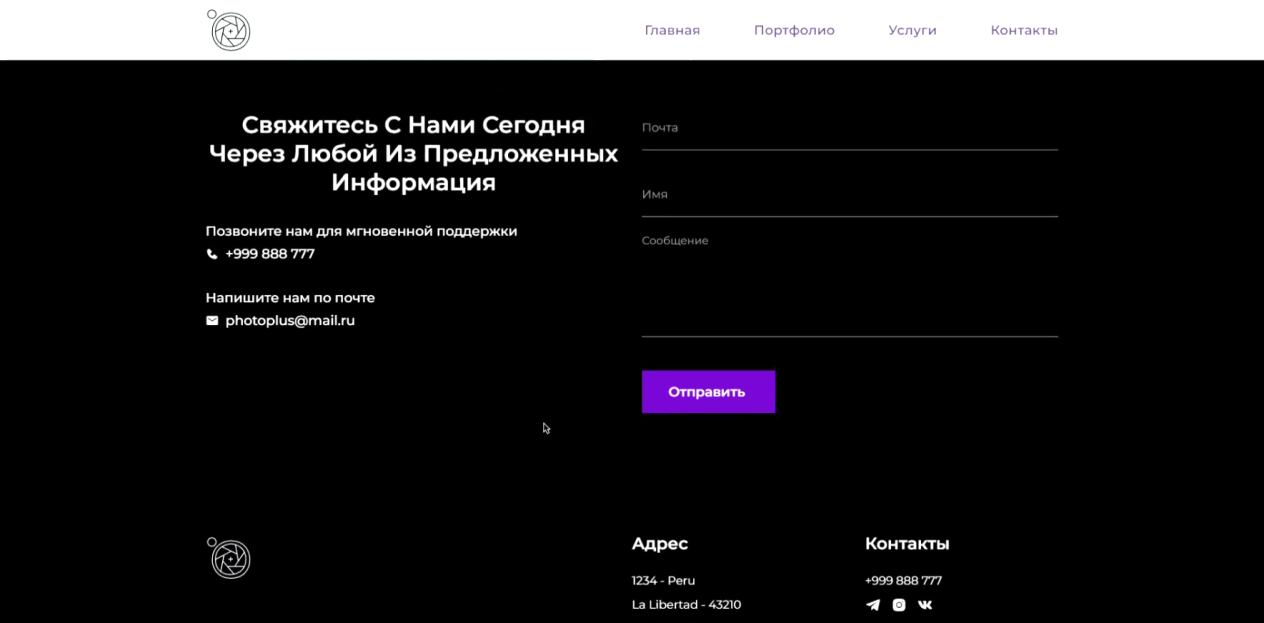 Главная Портфолио Услуги Контакты
Свяжитесь С Нами Сегодня
Через Любой Из Предложенных
Информация
Позвоните нам для мгновенной поддержки
+999 888 777
Напишите нам по почте
photoplus@mail.ru
Почта
Имя
Сообщение
Отправить
Адрес
1234 - Peru
La Libertad - 43210
Контакты
+999 888 777